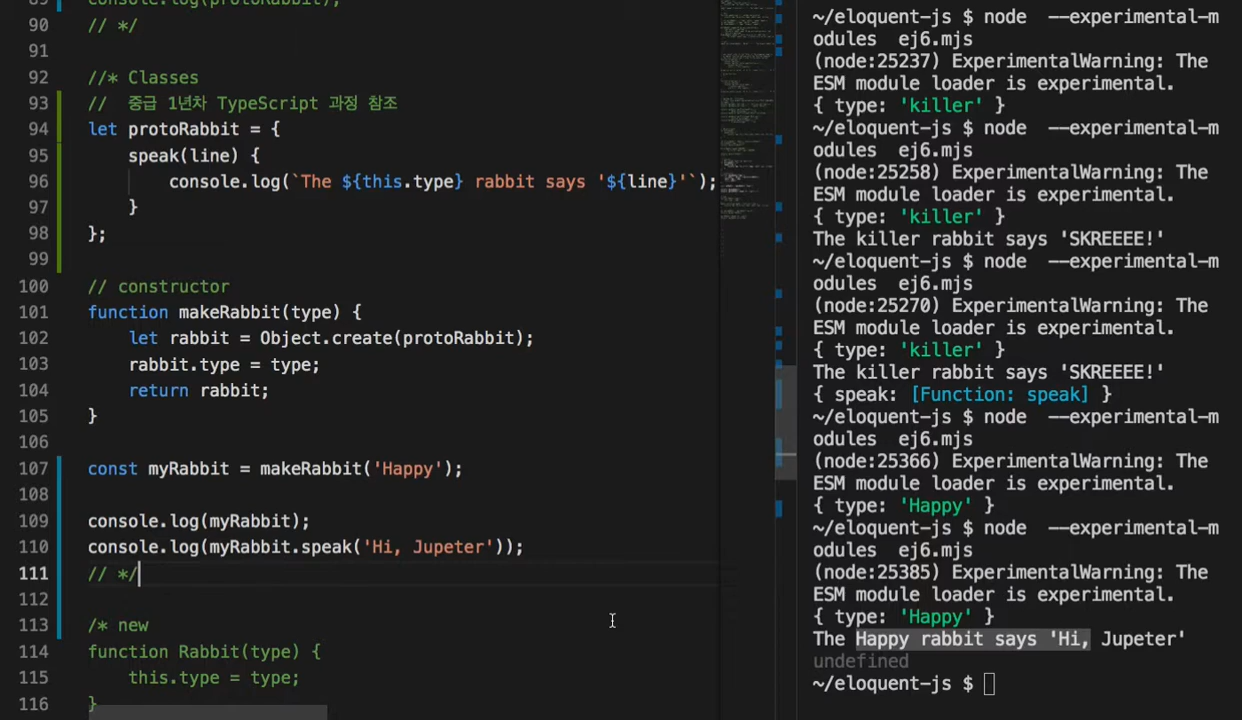 89 console.log(protoRabbit);
90 // */
91
92 //* Classes
93 // 중급 1년차 TypeScript 과정 참조
94 let protoRabbit = {
95 speak(line) {
96 console.log(`The ${this.type} rabbit says '${line}'`);
97 }
98 };
99
100 // constructor
101 function makeRabbit(type) {
102 let rabbit = Object.create(protoRabbit);
103 rabbit.type = type;
104 return rabbit;
105 }
106
107 const myRabbit = makeRabbit('Happy');
108
109 console.log(myRabbit);
110 console.log(myRabbit.speak('Hi, Jupeter'));
111 // */
112
113 /* new
114 function Rabbit(type) {
115 this.type = type;
116 }
~/eloquent-js $ node --experimental-m
odules ej6.mjs
(node:25237) ExperimentalWarning: The
ESM module loader is experimental.
{ type: 'killer' }
~/eloquent-js $ node --experimental-m
odules ej6.mjs
(node:25258) ExperimentalWarning: The
ESM module loader is experimental.
{ type: 'killer' }
The killer rabbit says 'SKREEEE!'
~/eloquent-js $ node --experimental-m
odules ej6.mjs
(node:25270) ExperimentalWarning: The
ESM module loader is experimental.
{ type: 'killer' }
The killer rabbit says 'SKREEEE!'
{ speak: [Function: speak] }
~/eloquent-js $ node --experimental-m
odules ej6.mjs
(node:25366) ExperimentalWarning: The
ESM module loader is experimental.
{ type: 'Happy' }
~/eloquent-js $ node --experimental-m
odules ej6.mjs
(node:25385) ExperimentalWarning: The
ESM module loader is experimental.
{ type: 'Happy' }
The Happy rabbit says 'Hi, Jupeter'
undefined
~/eloquent-js $